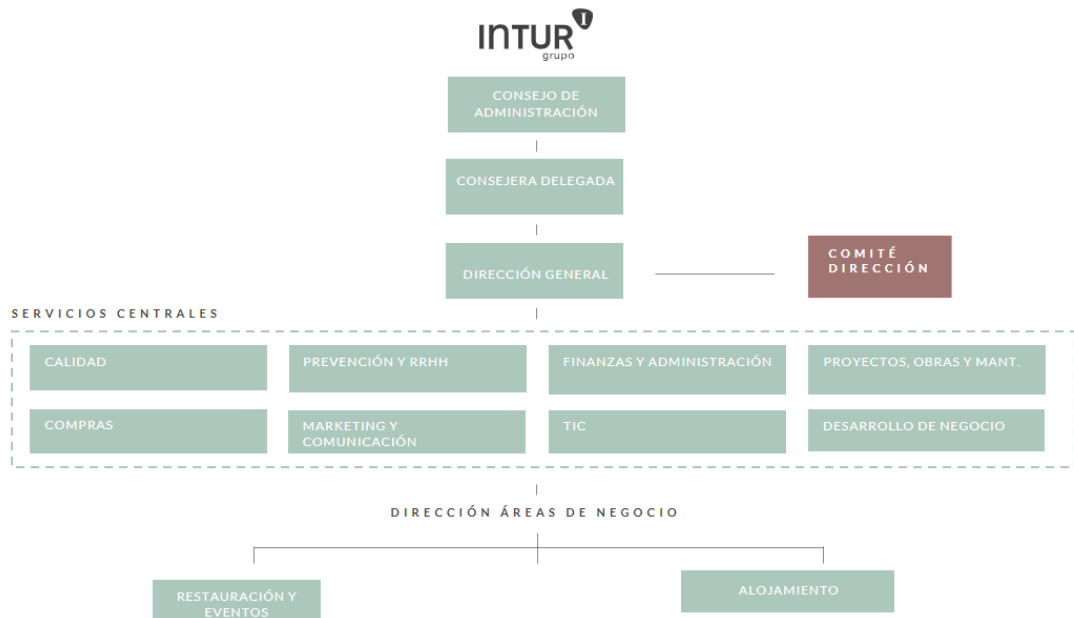 INTUR I
grupo
CONSEJO DE
ADMINISTRACIÓN
CONSEJERA DELEGADA
DIRECCIÓN GENERAL
COMITÉ
DIRECCIÓN
SERVICIOS CENTRALES
CALIDAD
PREVENCIÓN Y RRHH
FINANZAS Y ADMINISTRACIÓN
PROYECTOS, OBRAS Y MANT.
COMPRAS
MARKETING Y
COMUNICACIÓN
TIC
DESARROLLO DE NEGOCIO
DIRECCIÓN ÁREAS DE NEGOCIO
RESTAURACIÓN Y
EVENTOS
ALOJAMIENTO